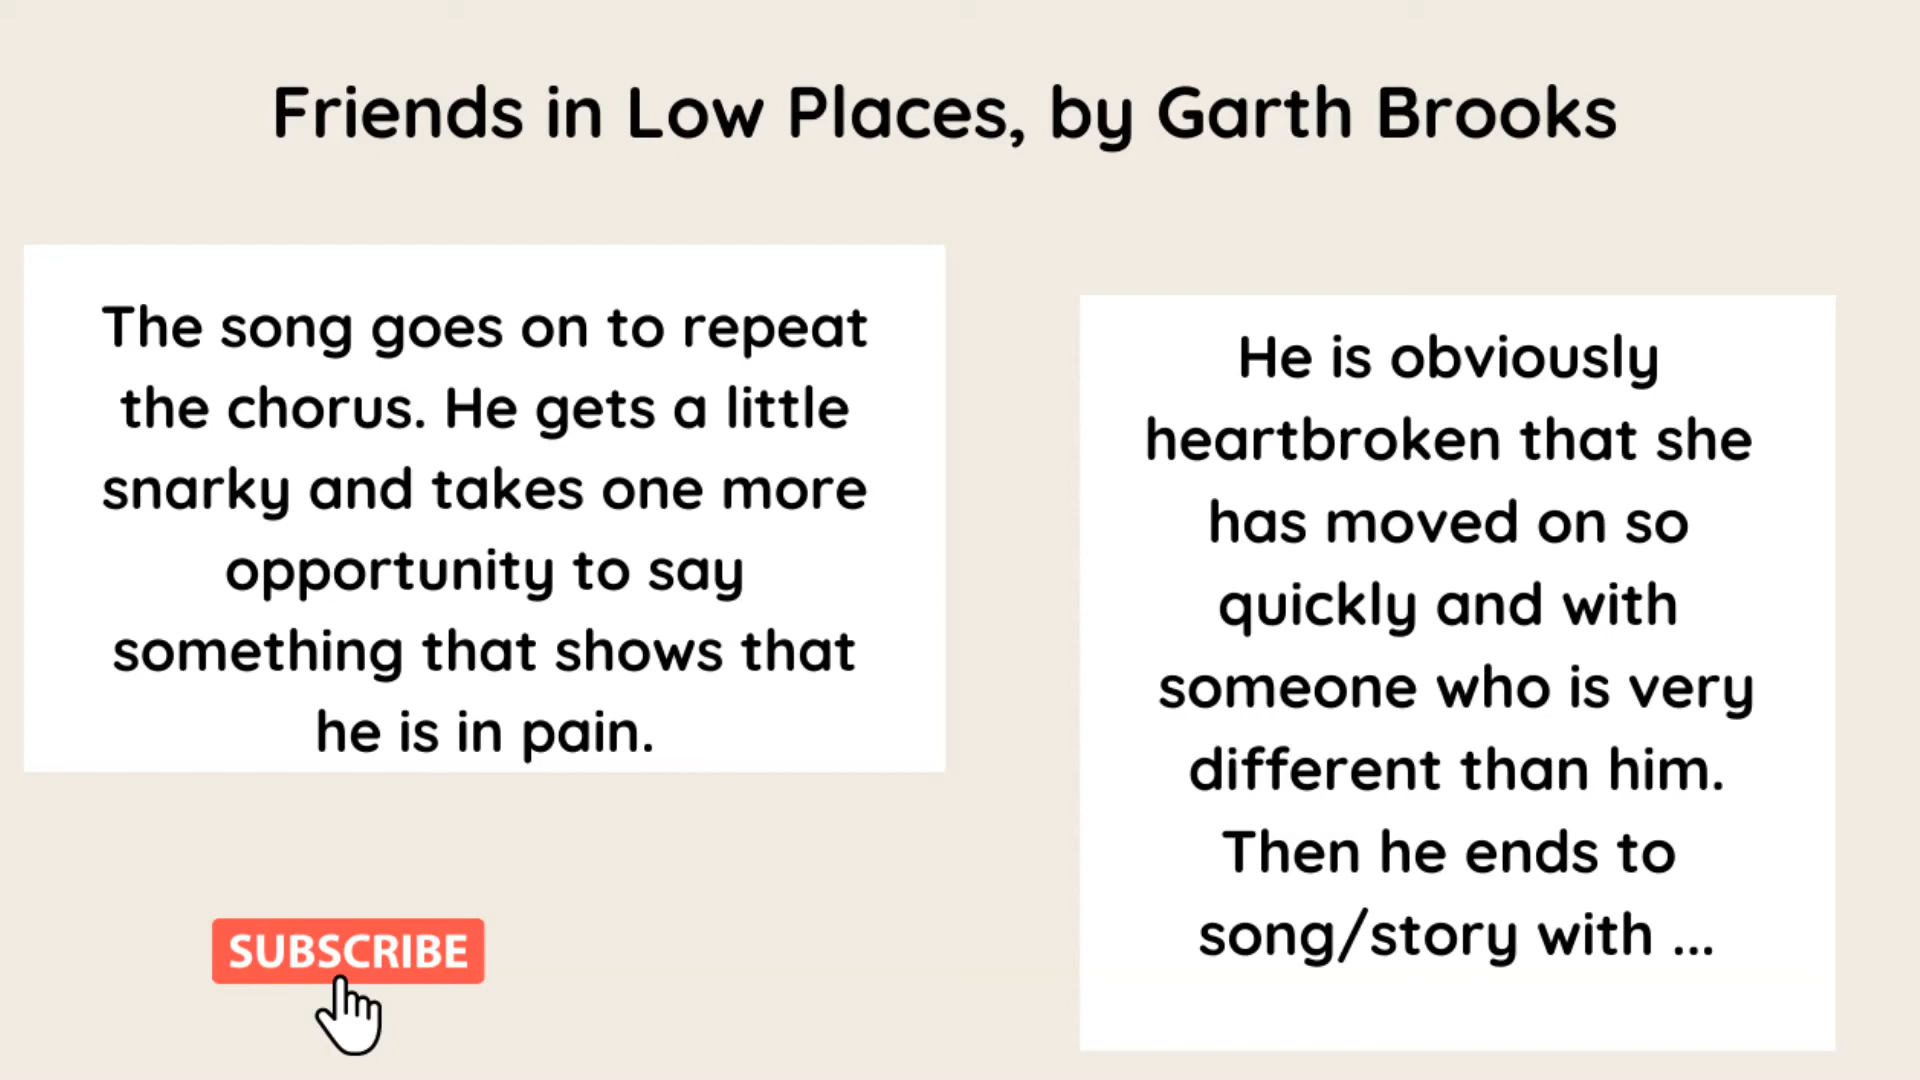 Friends in Low Places, by Garth Brooks
The song goes on to repeat
the chorus. He gets a little
snarky and takes one more
opportunity to say
something that shows that
he is in pain.
He is obviously
heartbroken that she
has moved on so
quickly and with
someone who is very
different than him.
Then he ends to
song/story with ...
SUBSCRIBE